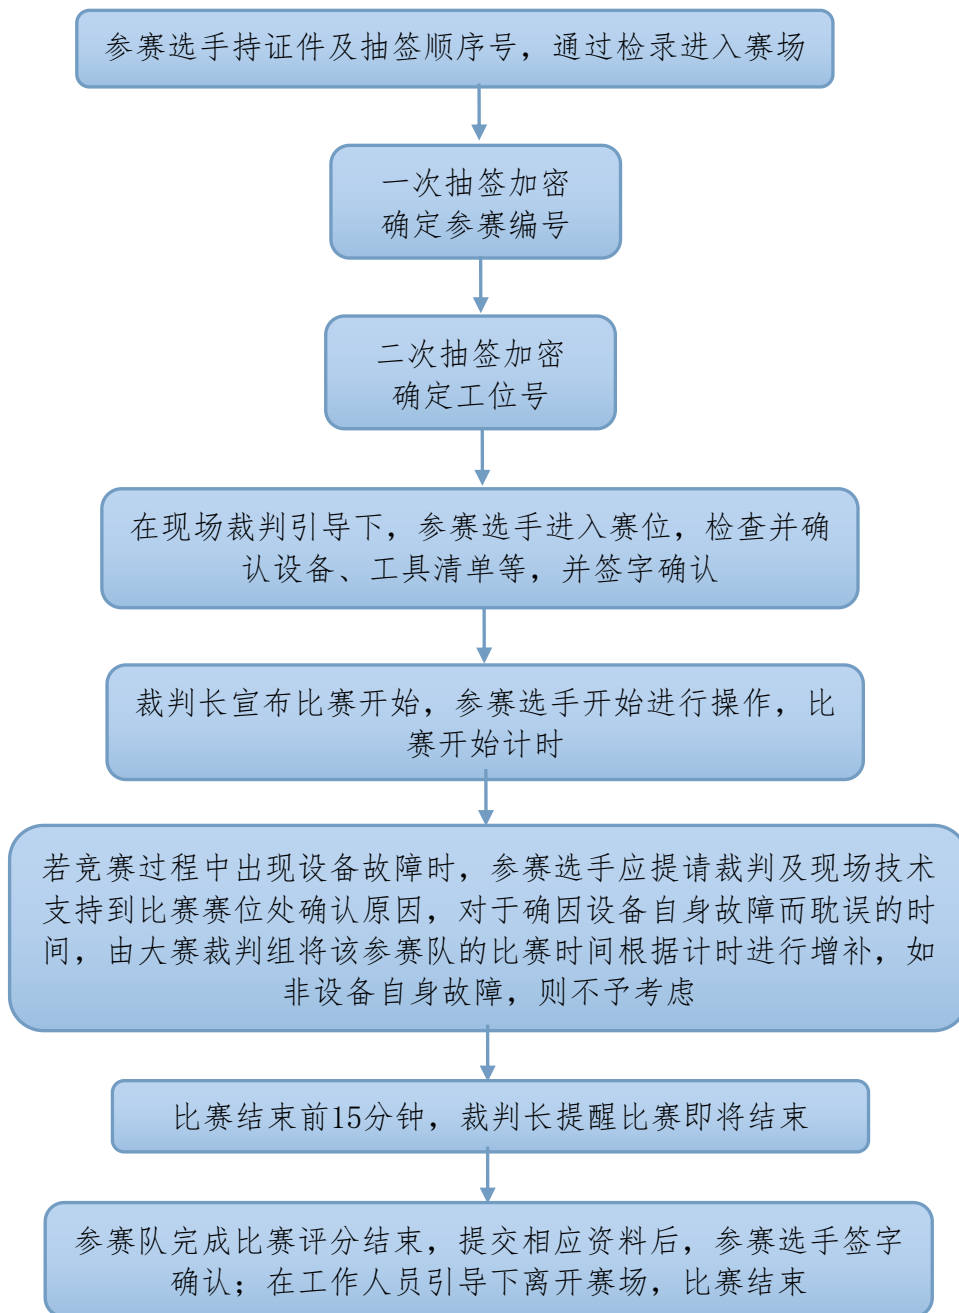 参赛选手持证件及抽签顺序号，通过检录进入赛场
一次抽签加密
确定参赛编号
二次抽签加密
确定工位号
在现场裁判引导下，参赛选手进入赛位，检查并确
认设备、工具清单等，并签字确认
裁判长宣布比赛开始，参赛选手开始进行操作，比
赛开始计时
若竞赛过程中出现设备故障时，参赛选手应提请裁判及现场技术
支持到比赛赛位处确认原因，对于确因设备自身故障而耽误的时
间，由大赛裁判组将该参赛队的比赛时间根据计时进行增补，如
非设备自身故障，则不予考虑
比赛结束前15分钟，裁判长提醒比赛即将结束
参赛队完成比赛评分结束，提交相应资料后，参赛选手签字
确认；在工作人员引导下离开赛场，比赛结束